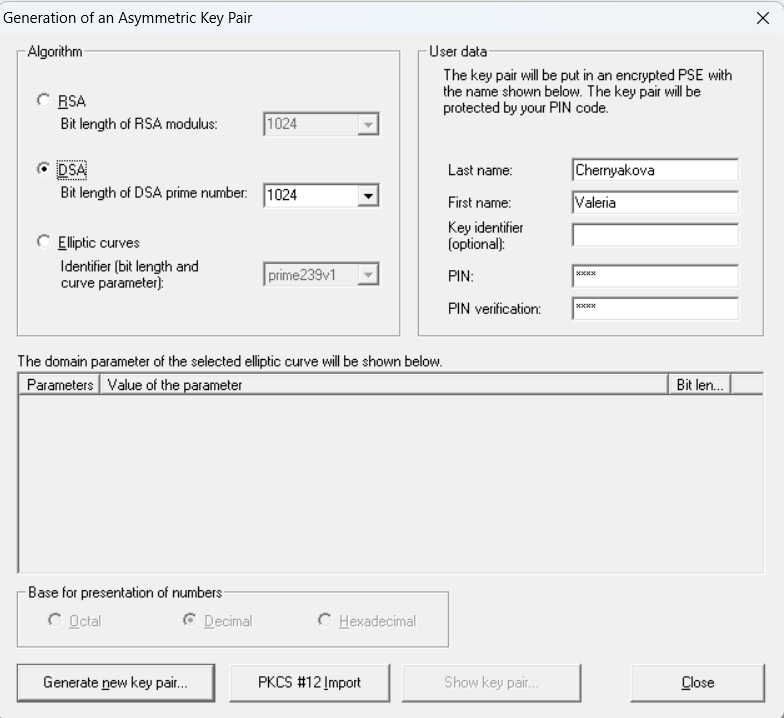 Generation of an Asymmetric Key Pair
Algorithm
RSA
Bit length of RSA modulus:
1024
DSA
Bit length of DSA prime number:
1024
Elliptic curves
Identifier (bit length and
curve parameter):
prime239v1
User data
The key pair will be put in an encrypted PSE with
the name shown below. The key pair will be
protected by your PIN code.
Last name:
Chernyakova
First name:
Valeria
Key identifier
(optional):
PIN:
****
PIN verification:
****
The domain parameter of the selected elliptic curve will be shown below.
Parameters
Value of the parameter
Bit len...
Base for presentation of numbers
Octal
Decimal
Hexadecimal
Generate new key pair...
PKCS #12 Import
Show key pair...
Close